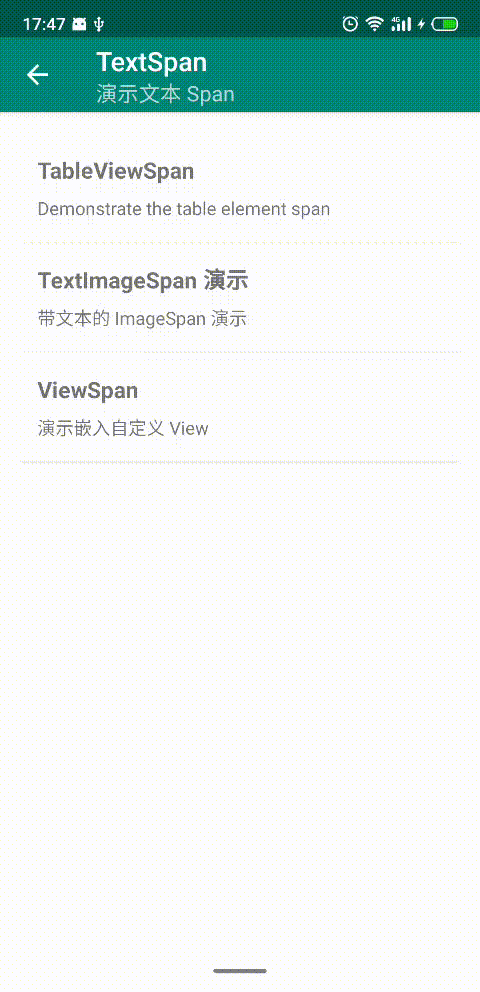 17:47
4G
TextSpan
演示文本 Span
TableViewSpan
Demonstrate the table element span
TextImageSpan 演示
带文本的 ImageSpan 演示
ViewSpan
演示嵌入自定义 View